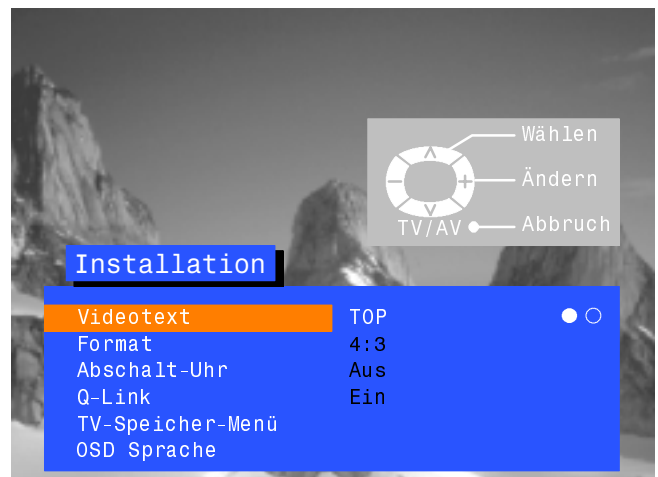 Wählen
Ändern
TV/AV Abbruch
Installation
Videotext TOP
Format 4:3
Abschalt-Uhr Aus
Q-Link Ein
TV-Speicher-Menü
OSD Sprache